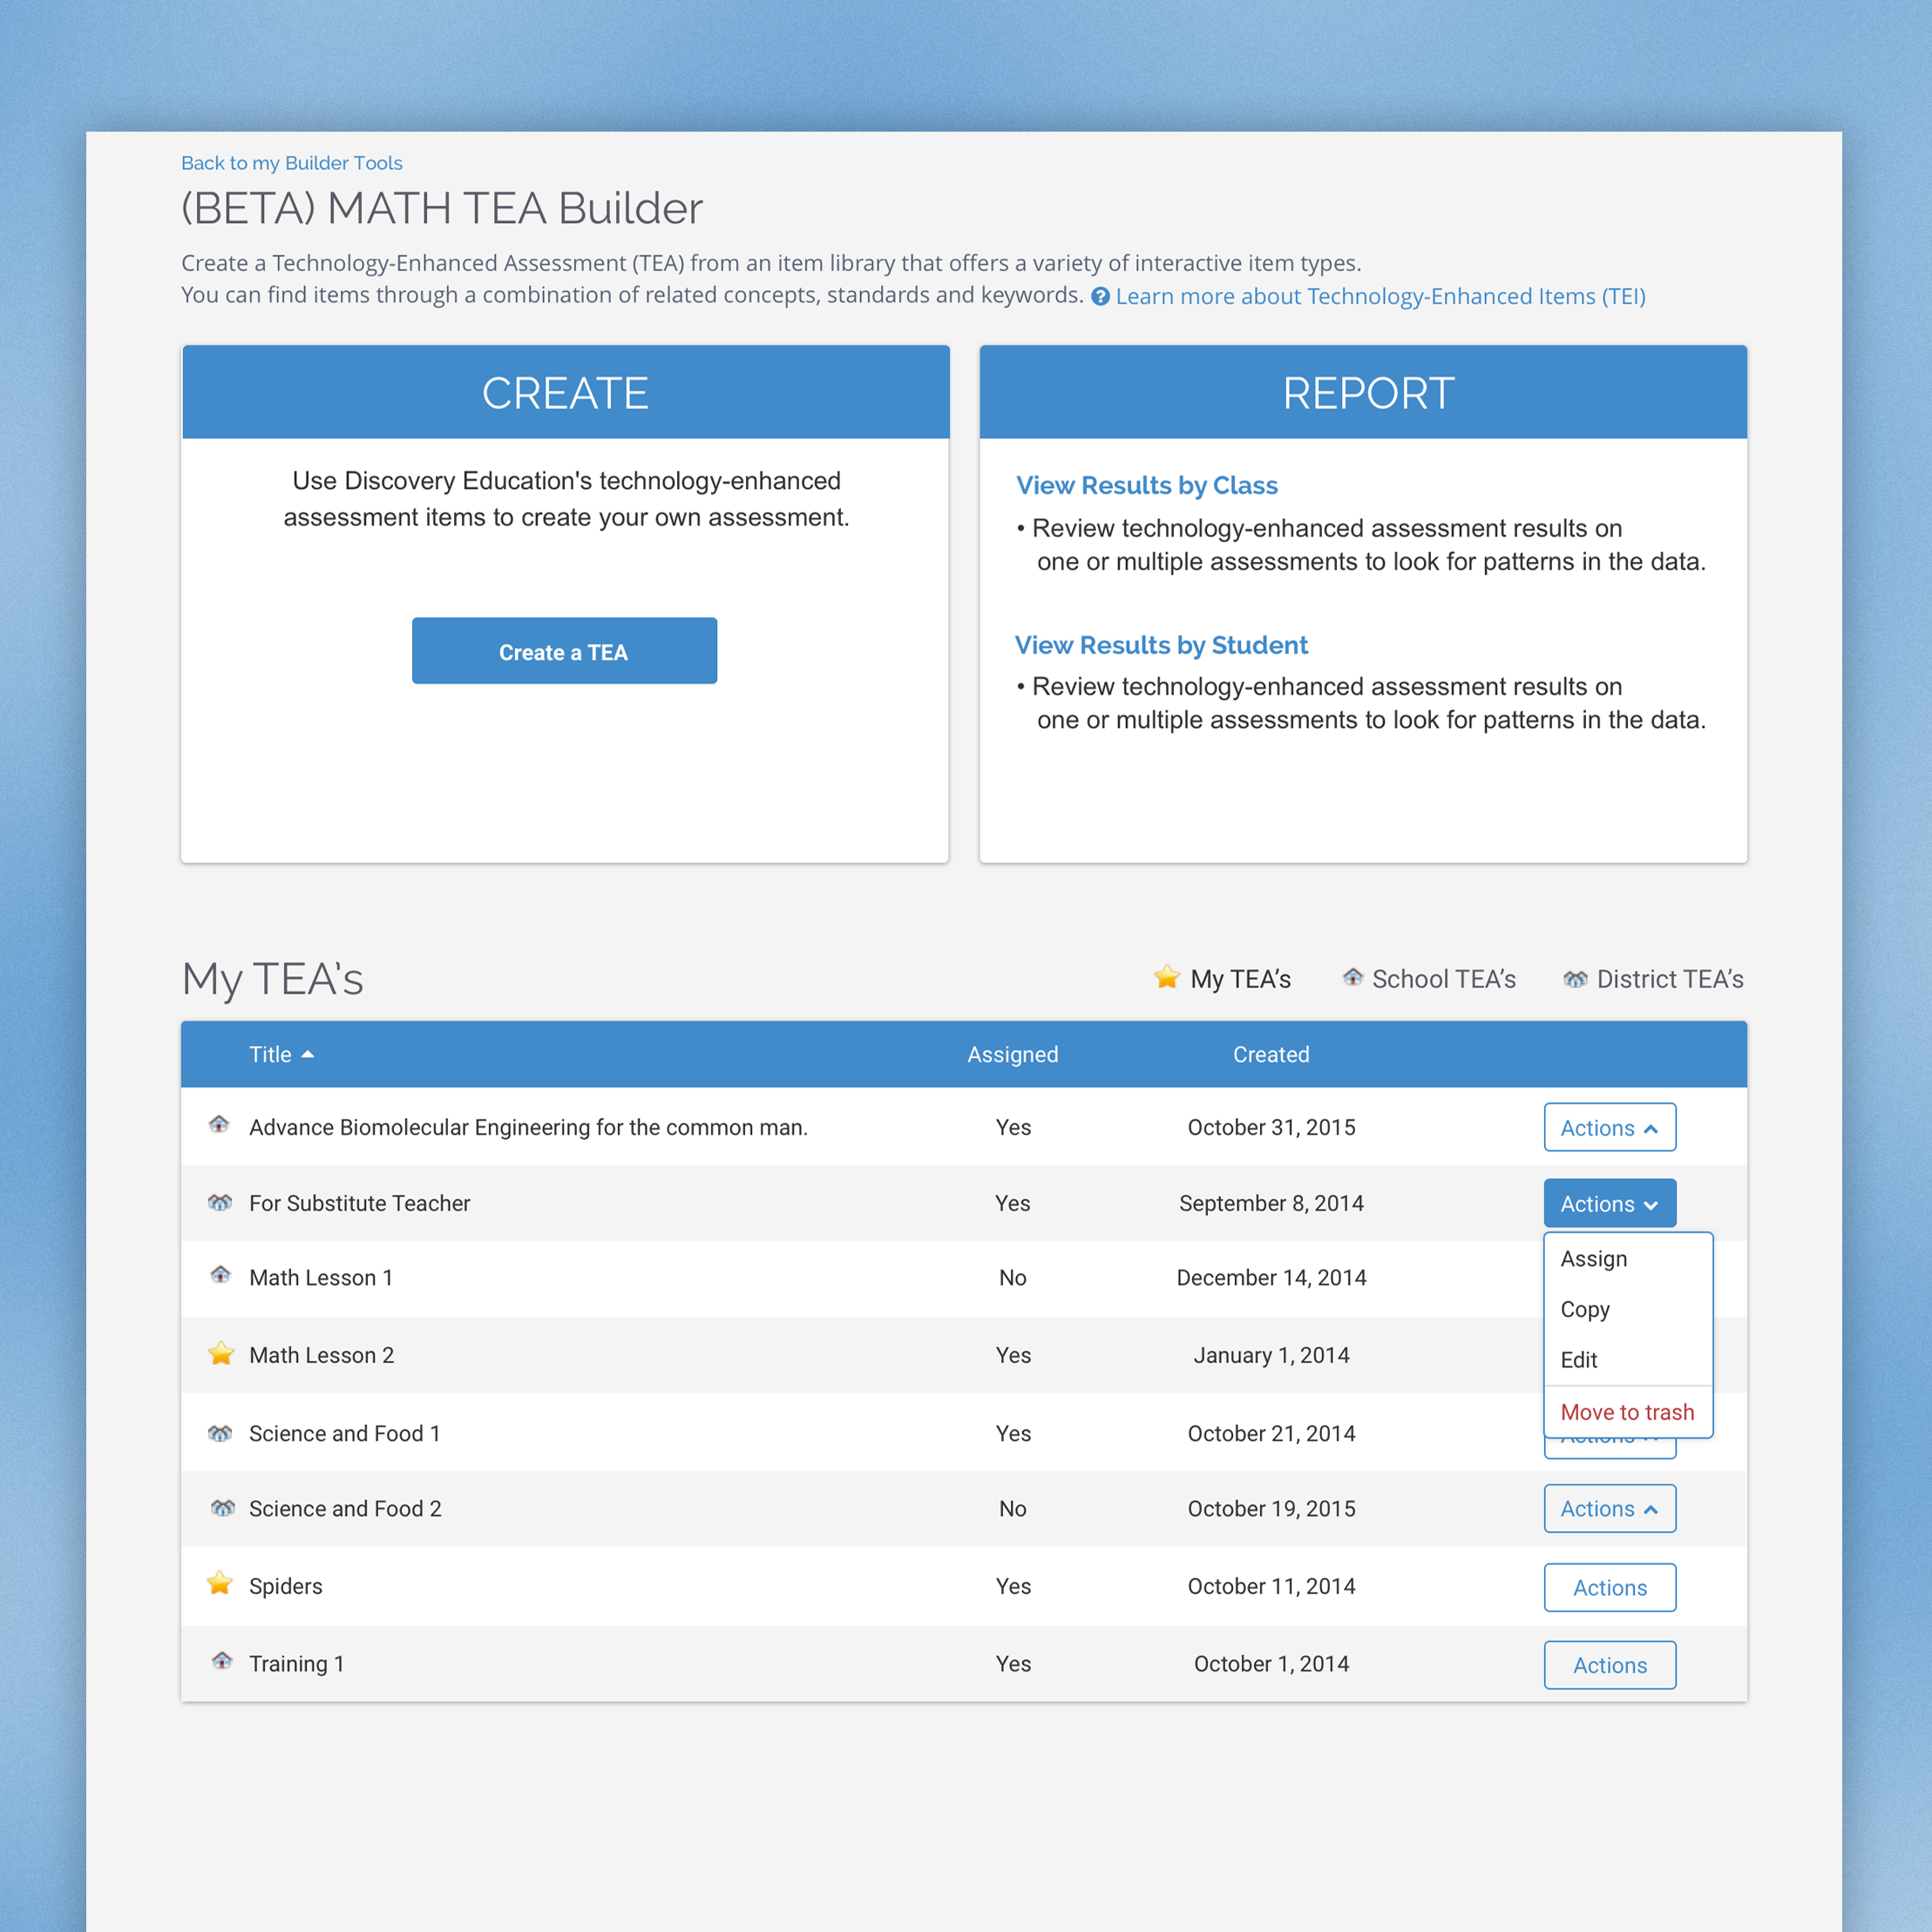 Back to my Builder Tools
(BETA) MATH TEA Builder
Create a Technology-Enhanced Assessment (TEA) from an item library that offers a variety of interactive item types.
You can find items through a combination of related concepts, standards and keywords. Learn more about Technology-Enhanced Items (TEI)
CREATE
Use Discovery Education's technology-enhanced
assessment items to create your own assessment.
Create a TEA
REPORT
View Results by Class
• Review technology-enhanced assessment results on
one or multiple assessments to look for patterns in the data.
View Results by Student
• Review technology-enhanced assessment results on
one or multiple assessments to look for patterns in the data.
My TEA’s
My TEA’s School TEA’s District TEA’s
Title Assigned Created
Advance Biomolecular Engineering for the common man. Yes October 31, 2015 Actions
For Substitute Teacher Yes September 8, 2014 Actions
Assign
Math Lesson 1 No December 14, 2014
Copy
Math Lesson 2 Yes January 1, 2014
Edit
Move to trash
Science and Food 1 Yes October 21, 2014
Science and Food 2 No October 19, 2015 Actions
Spiders Yes October 11, 2014 Actions
Training 1 Yes October 1, 2014 Actions